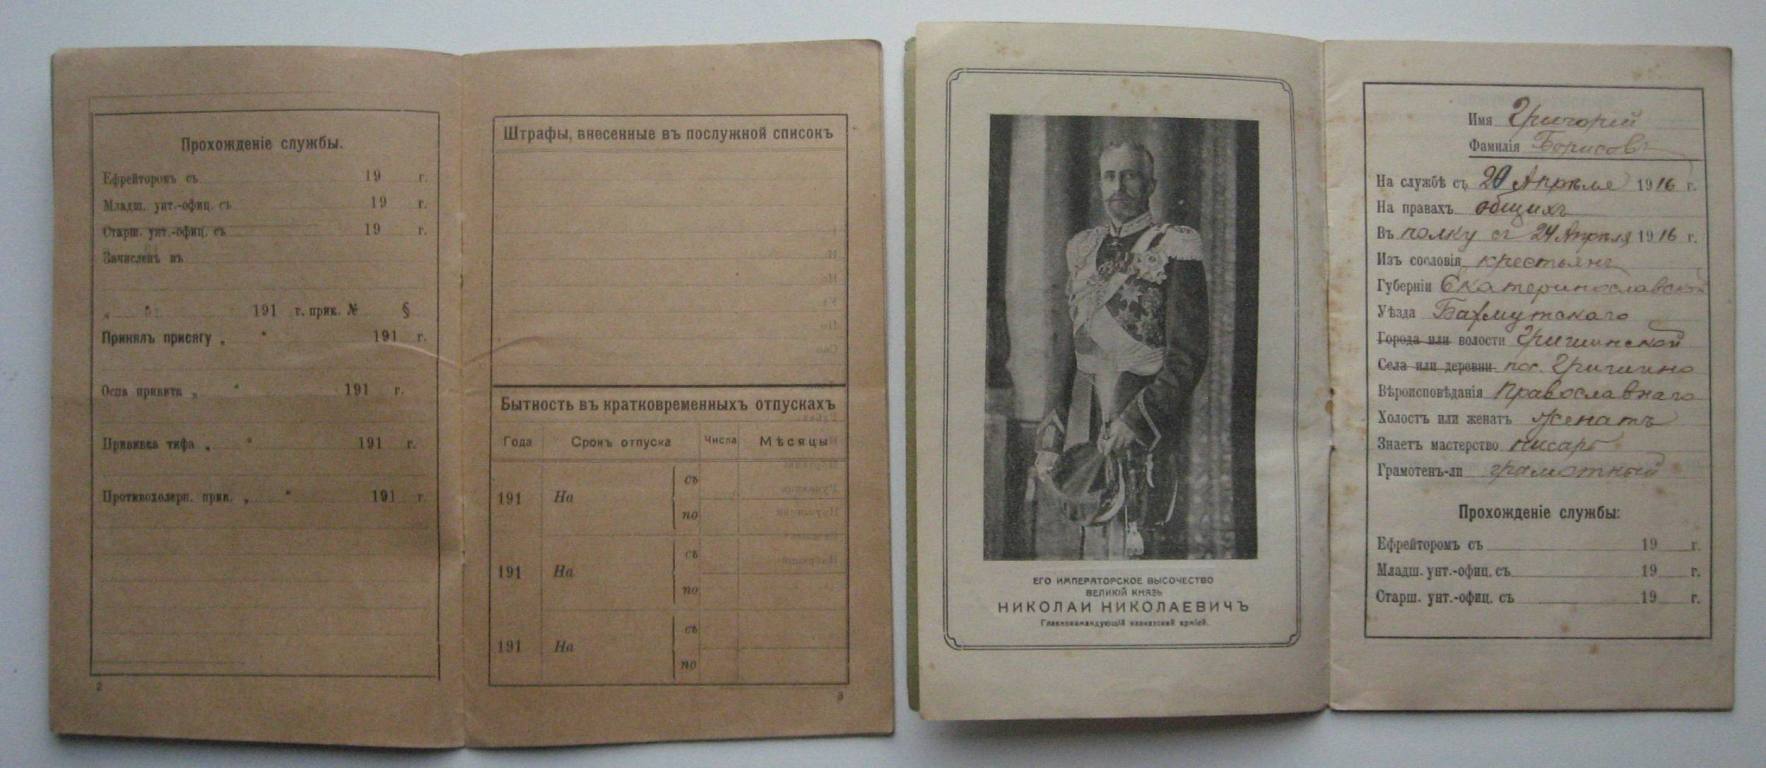 Прохожденіе службы.
Ефрейторомъ съ 19 г.
Младш. унт.-офиц. съ 19 г.
Старш. унт.-офиц. съ 19 г.
Зачисленъ въ
„ “ 191 г. прик. № §
Принялъ присягу „ “ 191 г.
Оспа привита „ “ 191 г.
Прививка тифа „ “ 191 г.
Противохолерн. прив. „ “ 191 г.
2
Штрафы, внесенные въ послужной списокъ
Бытность въ кратковременныхъ отпускахъ
Года Срокъ отпуска Числа Мѣсяцы
191 На съ
по
191 На съ
по
191 На съ
по
3
ЕГО ИМПЕРАТОРСКОЕ ВЫСОЧЕСТВО
ВЕЛИКІЙ КНЯЗЬ
НИКОЛАЙ НИКОЛАЕВИЧЪ
Главнокомандующій кавказской арміей.
Имя Григорій
Фамилія Борисовъ
На службѣ съ 20 Апрѣля 1916 г.
На правахъ общихъ
Въ полку съ 24 Апрѣля 1916 г.
Изъ сословія крестьянъ
Губерніи Екатеринославской
Уѣзда Бахмутскаго
Города или волости Гришинской
Села или деревни пос. Гришино
Вѣроисповѣданія Православнаго
Холостъ или женатъ Женатъ
Знаетъ мастерство писарь
Грамотенъ-ли грамотный
Прохожденіе службы:
Ефрейторомъ съ 19 г.
Младш. унт.-офиц. съ 19 г.
Старш. унт.-офиц. съ 19 г.